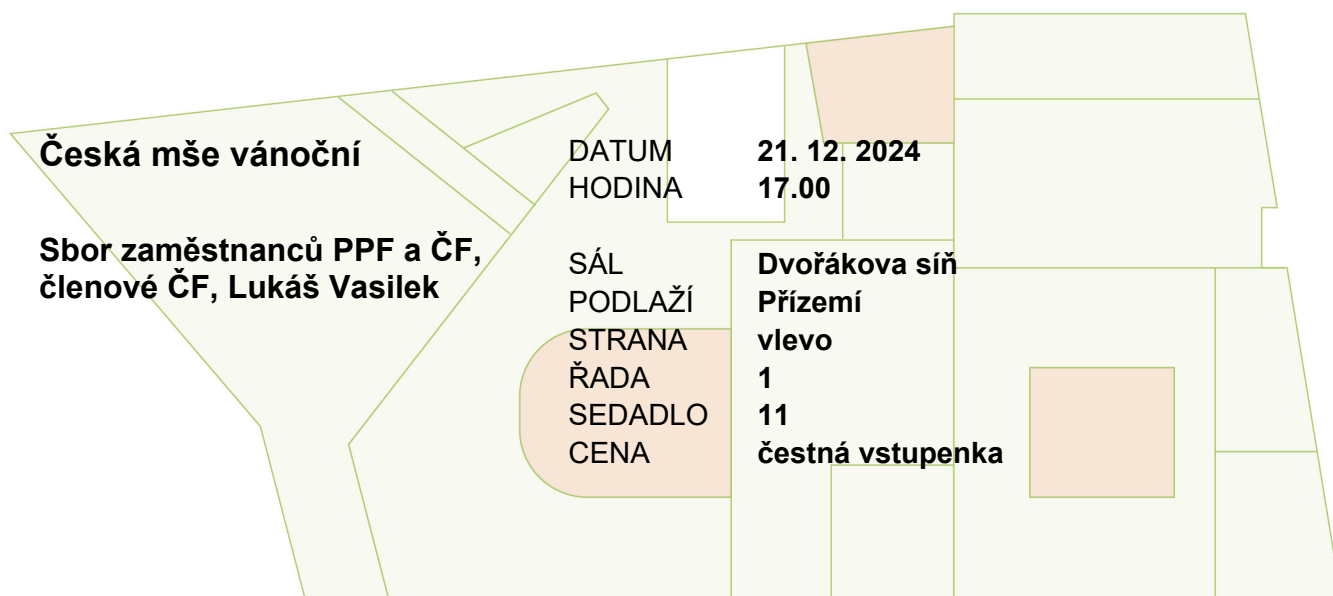 Česká mše vánoční
Sbor zaměstnanců PPF a ČF,
členové ČF, Lukáš Vasilek
DATUM 21. 12. 2024
HODINA 17.00
SÁL Dvořákova síň
PODLAŽÍ Přízemí
STRANA vlevo
ŘADA 1
SEDADLO 11
CENA čestná vstupenka